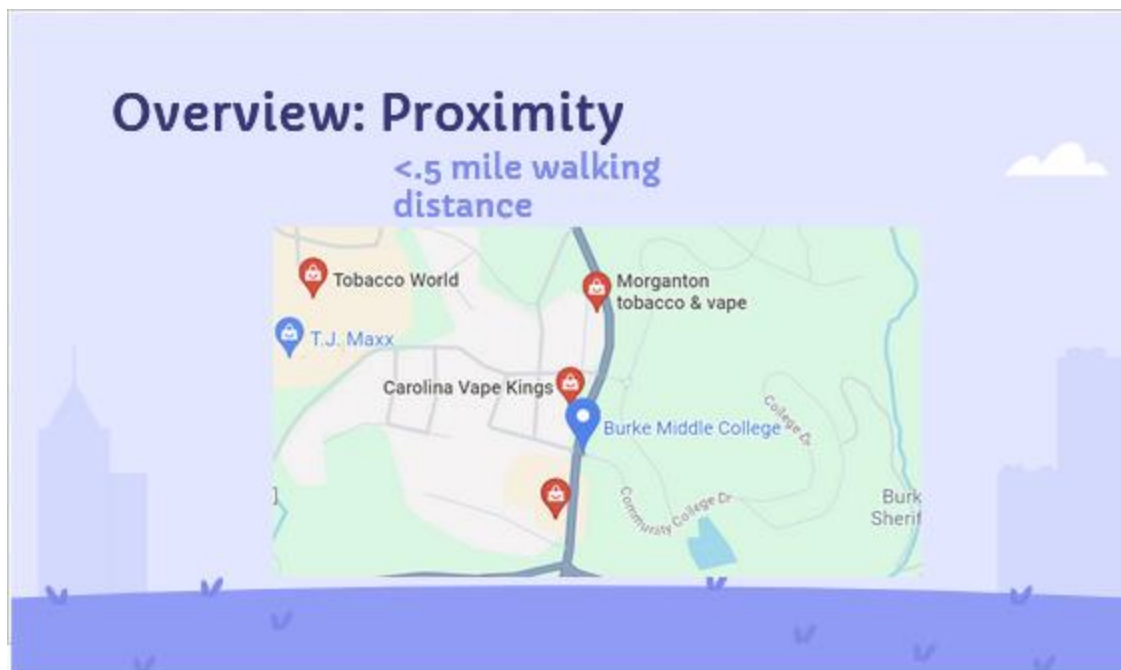 Overview: Proximity
<.5 mile walking
distance
Tobacco World
Morganton
tobacco & vape
T.J. Maxx
Carolina Vape Kings
Burke Middle College
College Dr
Community College Dr
Burk
Sherif